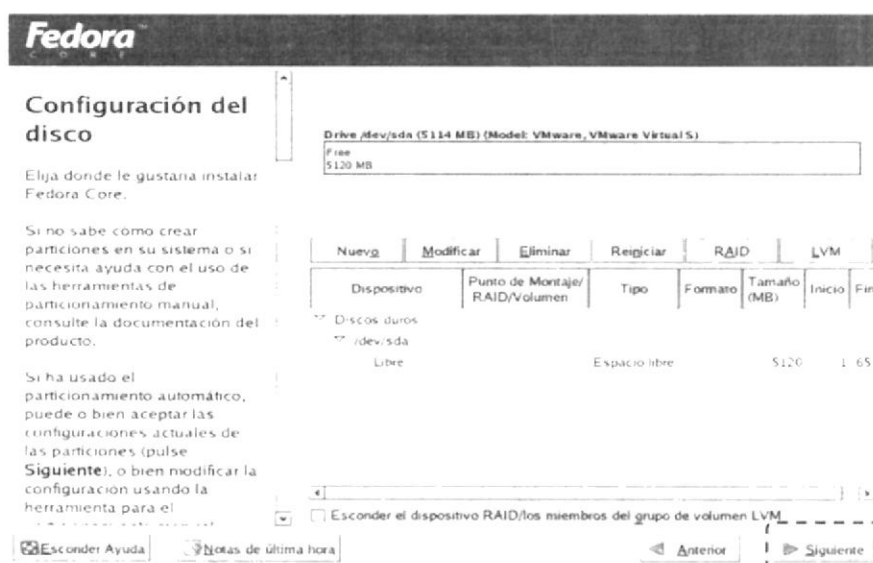 Fedora™
CORE
Configuración del
disco
Elija donde le gustaria instalar
Fedora Core.
Si no sabe como crear
particiones en su sistema o si
necesita ayuda con el uso de
las herramientas de
particionamiento manual,
consulte la documentación del
producto.
Si ha usado el
particionamiento automático,
puede o bien aceptar las
configuraciones actuales de
las particiones (pulse
Siguiente), o bien modificar la
configuración usando la
herramienta para el
Drive /dev/sda (5114 MB) (Model: VMware, VMware Virtual S)
Free
5120 MB
Nuevo Modificar Eliminar Reiniciar RAID LVM
Dispositivo Punto de Montaje/ RAID/Volumen Tipo Formato Tamaño (MB) Inicio Fin
Discos duros
/dev/sda
Libre Espacio libre 5120 1 65
Esconder el dispositivo RAID/los miembros del grupo de volumen LVM
Esconder Ayuda Notas de última hora Anterior Siguiente